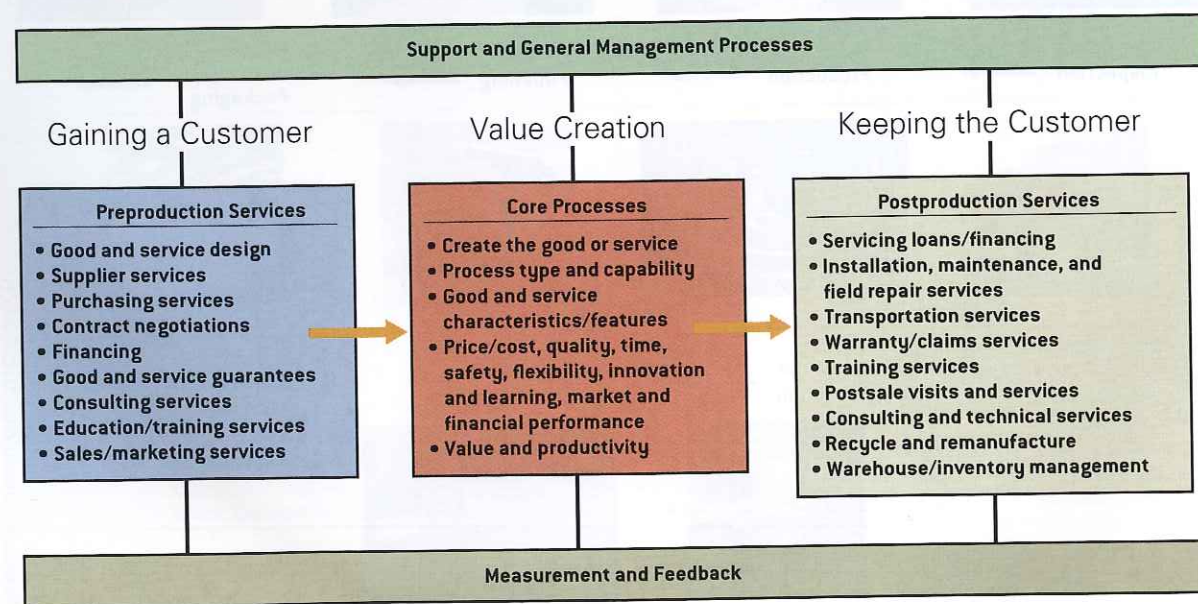 Support and General Management Processes
Gaining a Customer
Value Creation
Keeping the Customer
Preproduction Services
• Good and service design
• Supplier services
• Purchasing services
• Contract negotiations
• Financing
• Good and service guarantees
• Consulting services
• Education/training services
• Sales/marketing services
Core Processes
• Create the good or service
• Process type and capability
• Good and service
characteristics/features
• Price/cost, quality, time,
safety, flexibility, innovation
and learning, market and
financial performance
• Value and productivity
Postproduction Services
• Servicing loans/financing
• Installation, maintenance, and
field repair services
• Transportation services
• Warranty/claims services
• Training services
• Postsale visits and services
• Consulting and technical services
• Recycle and remanufacture
• Warehouse/inventory management
Measurement and Feedback